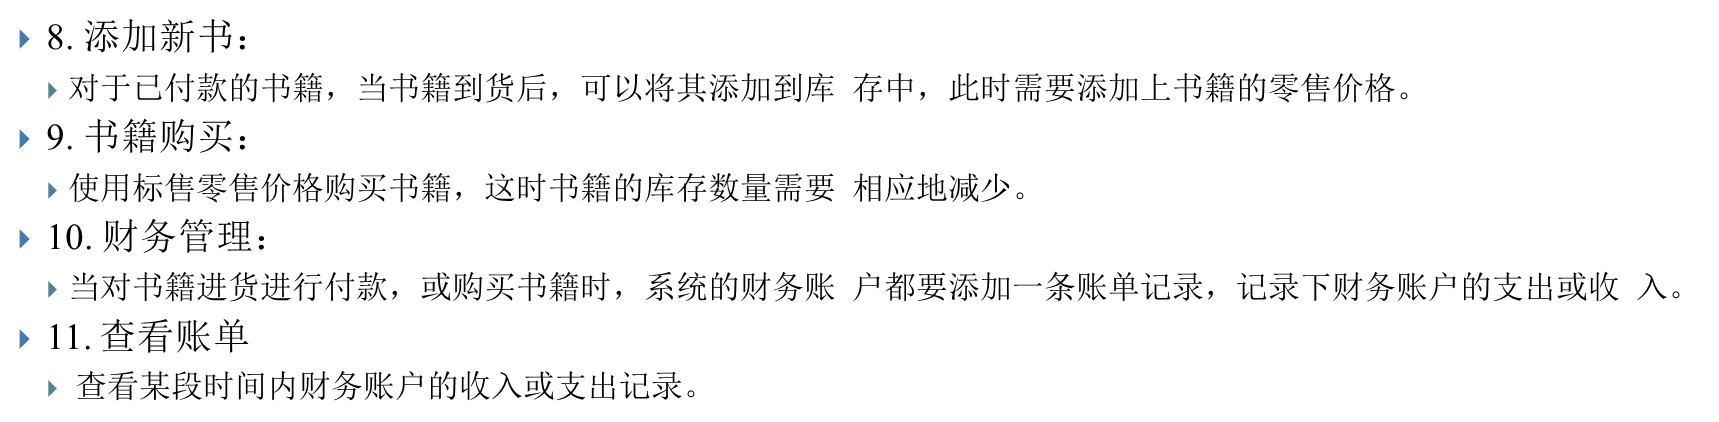 8. 添加新书：
对于已付款的书籍，当书籍到货后，可以将其添加到库 存中，此时需要添加上书籍的零售价格。
9. 书籍购买：
使用标售零售价格购买书籍，这时书籍的库存数量需要 相应地减少。
10. 财务管理：
当对书籍进货进行付款，或购买书籍时，系统的财务账 户都要添加一条账单记录，记录下财务账户的支出或收 入。
11. 查看账单
查看某段时间内财务账户的收入或支出记录。